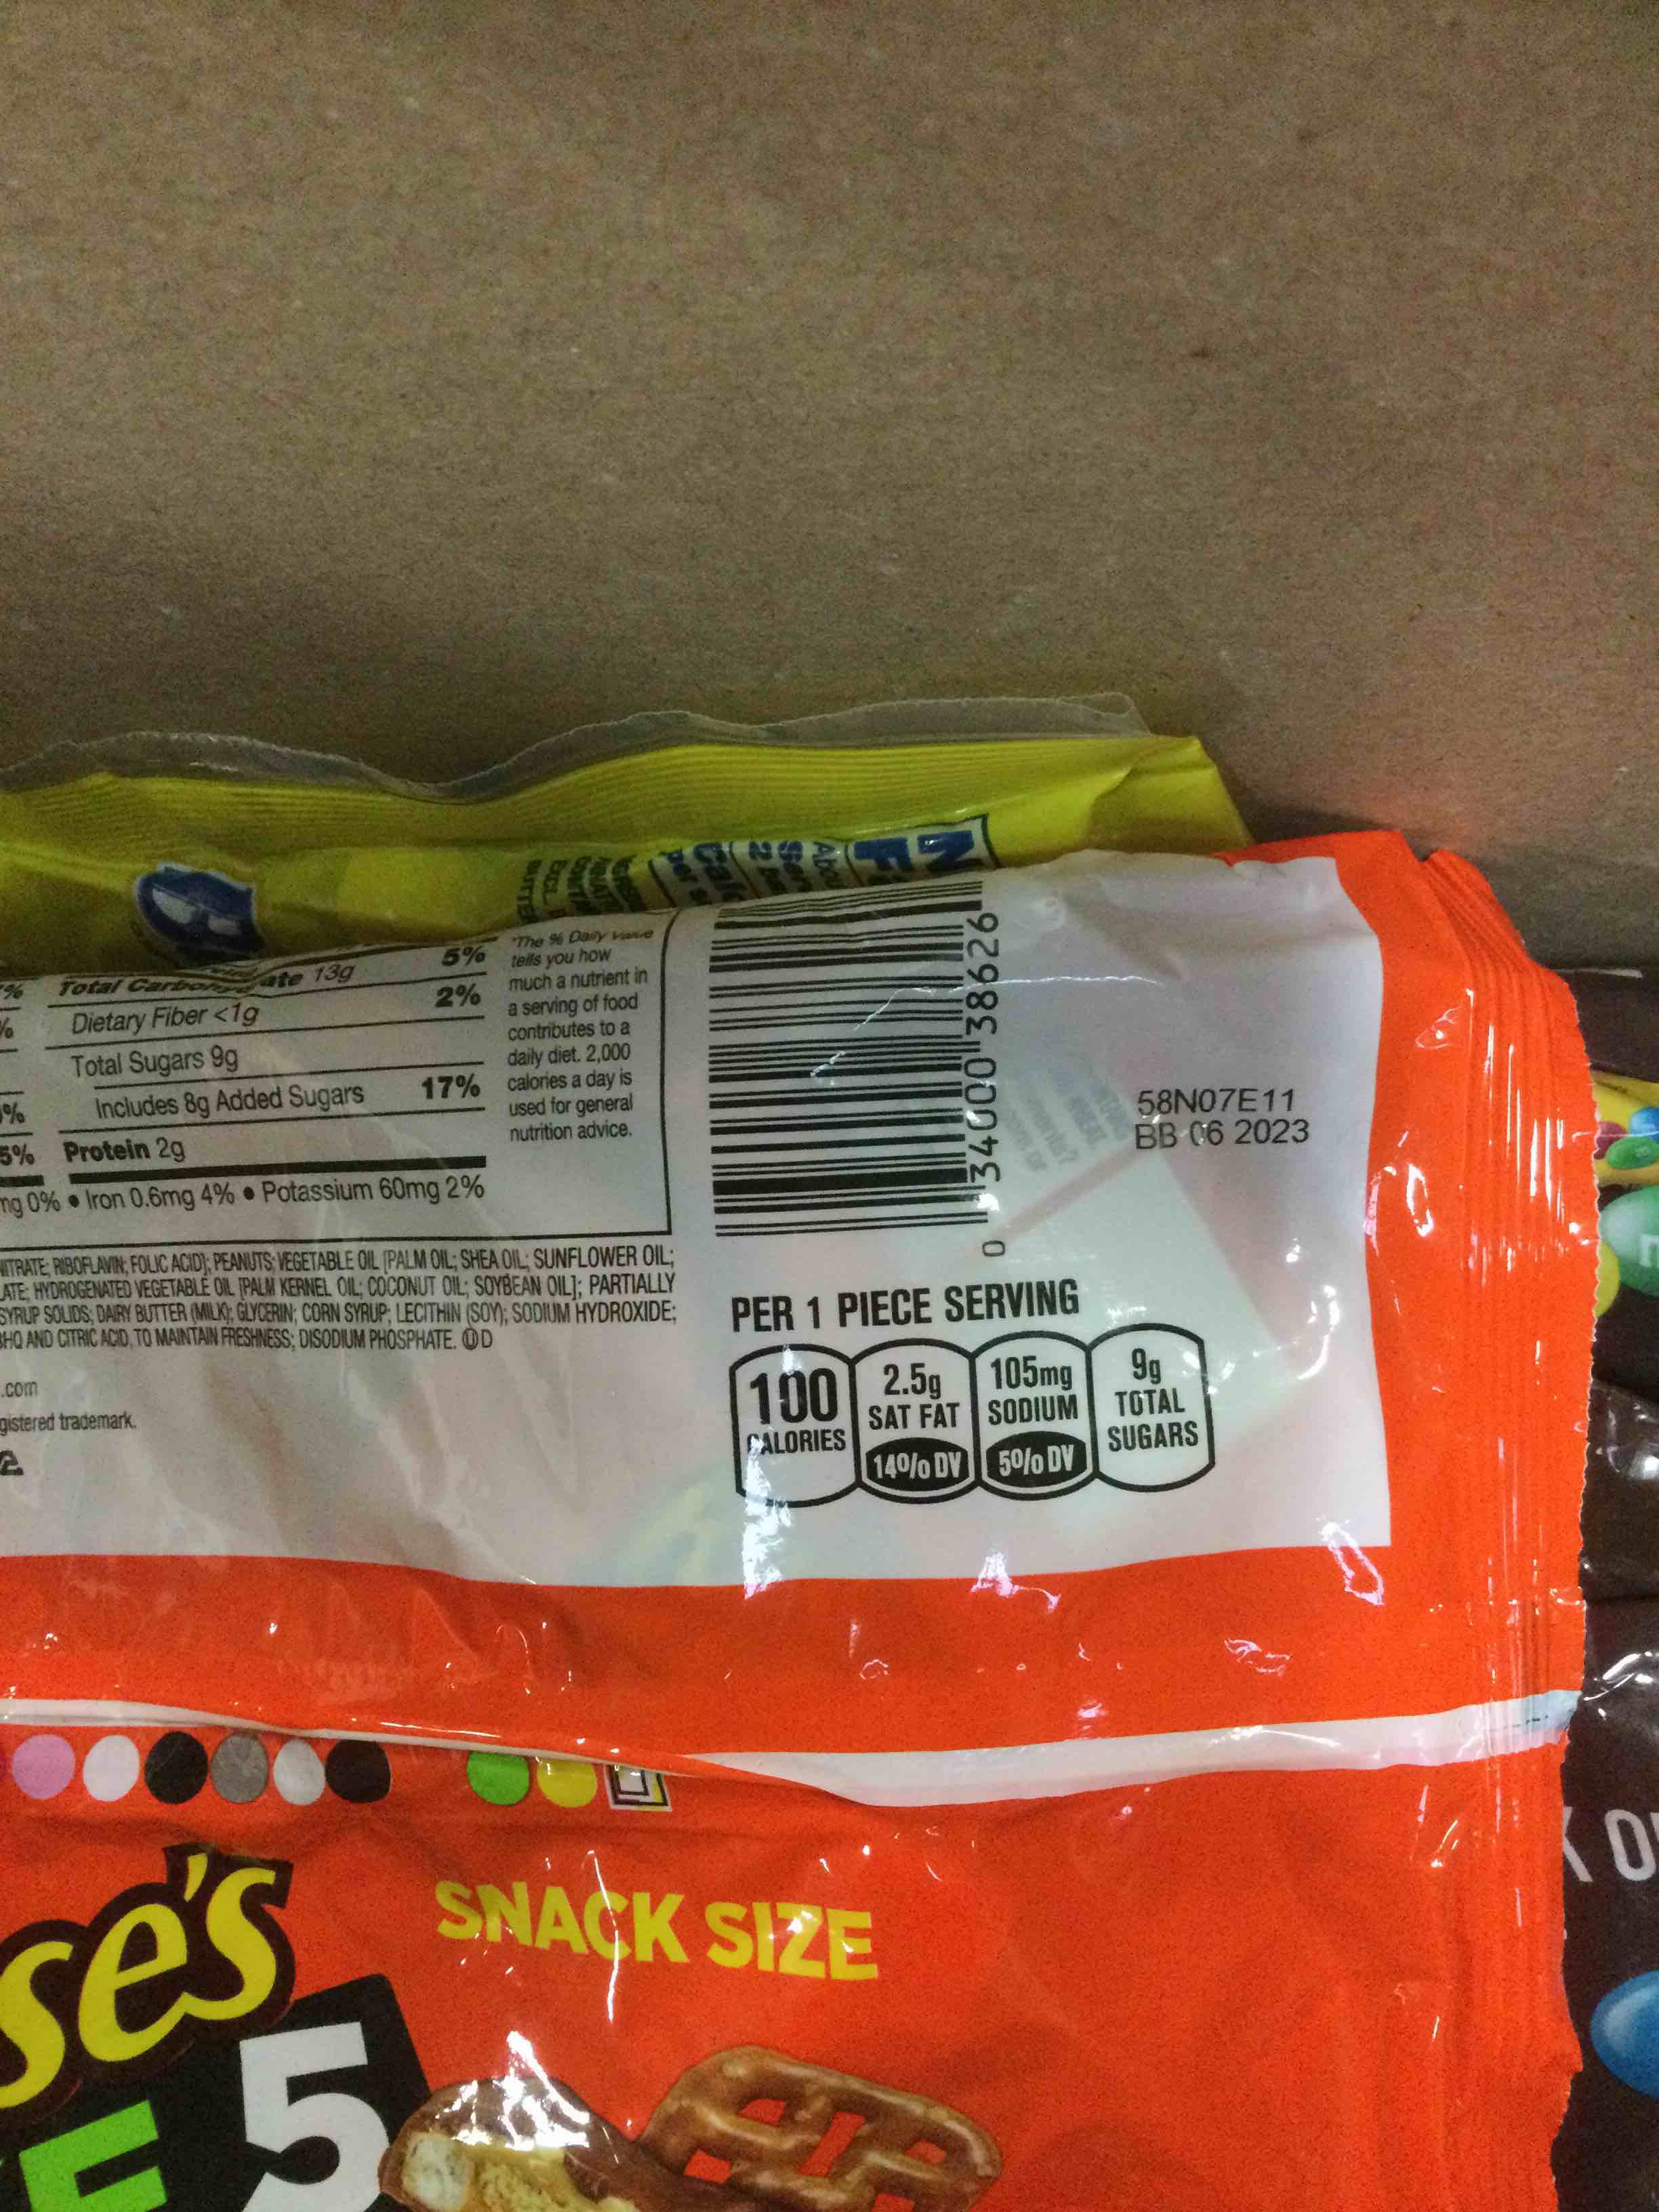 Total Carbohydrate 13g 5%
Dietary Fiber <1g 2%
Total Sugars 9g
Includes 8g Added Sugars 17%
Protein 2g
0% • Iron 0.6mg 4% • Potassium 60mg 2%
*The % Daily Value
tells you how
much a nutrient in
a serving of food
contributes to a
daily diet. 2,000
calories a day is
used for general
nutrition advice.
RIBOFLAVIN; FOLIC ACID}; PEANUTS; VEGETABLE OIL [PALM OIL; SHEA OIL; SUNFLOWER OIL;
HYDROGENATED VEGETABLE OIL [PALM KERNEL OIL; COCONUT OIL; SOYBEAN OIL]; PARTIALLY
SYRUP SOLIDS; DAIRY BUTTER (MILK); GLYCERIN; CORN SYRUP; LECITHIN (SOY); SODIUM HYDROXIDE;
AND CITRIC ACID, TO MAINTAIN FRESHNESS; DISODIUM PHOSPHATE. Ⓤ D
.com
gistered trademark.
0 34000 38626
58N07E11
BB 06 2023
PER 1 PIECE SERVING
100
CALORIES
2.5g
SAT FAT
14% DV
105mg
SODIUM
5% DV
9g
TOTAL
SUGARS
se's
SNACK SIZE
5